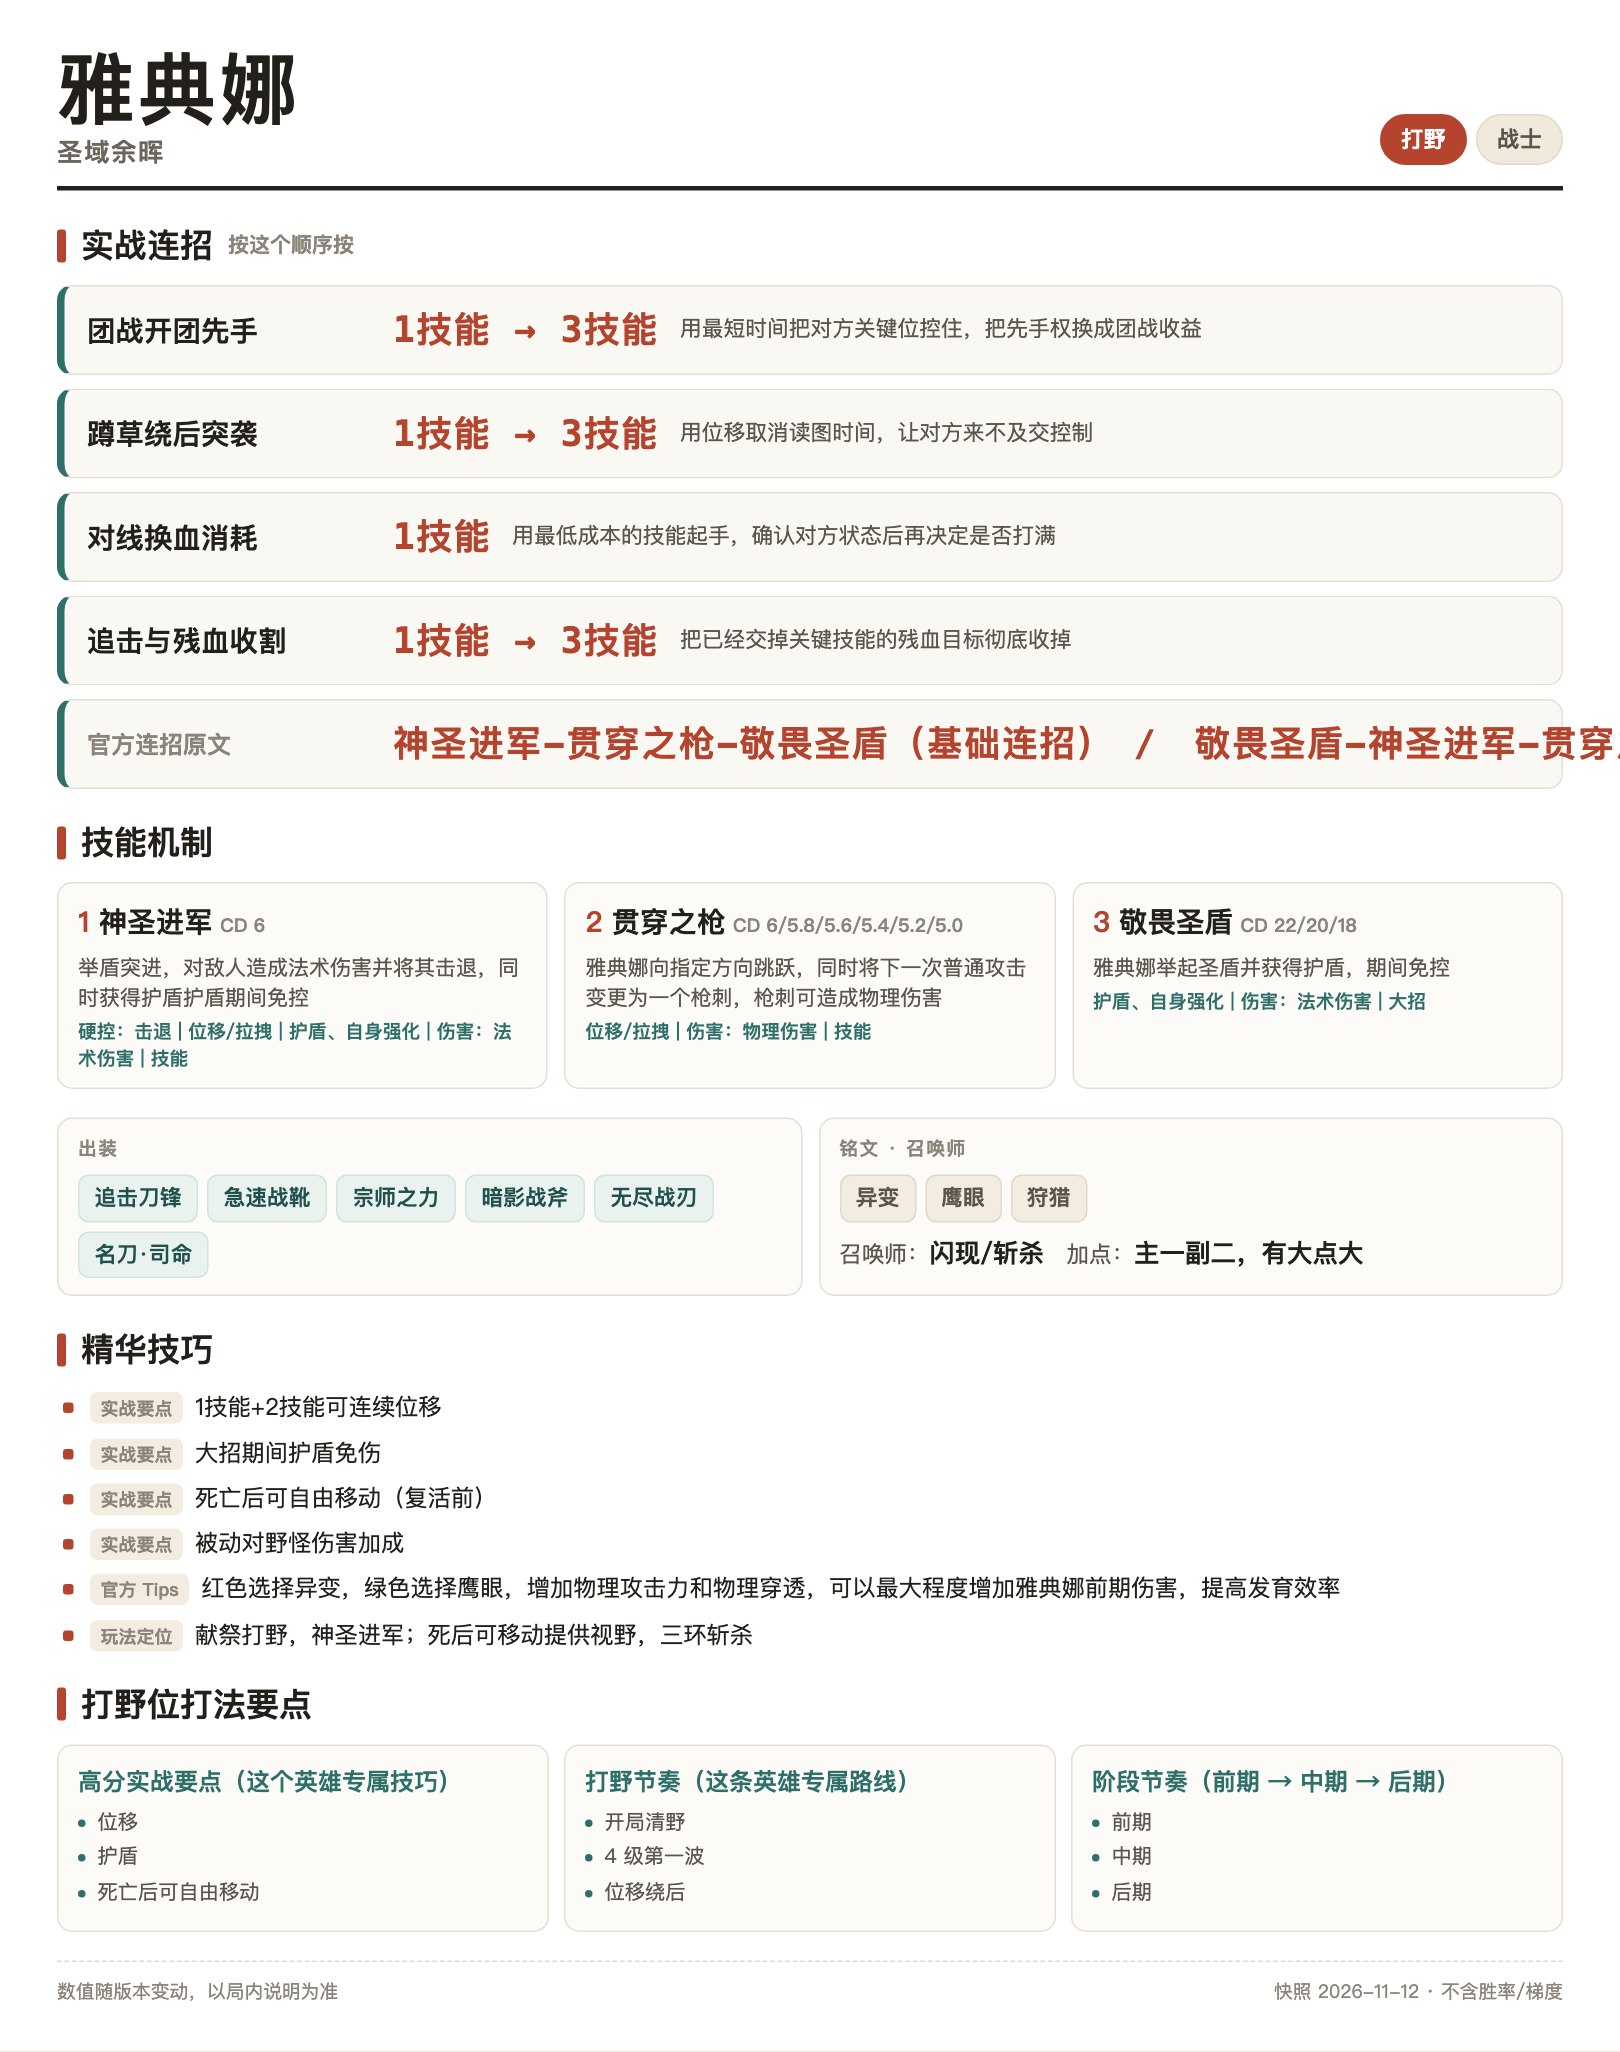 雅典娜
圣域余晖
打野 战士
实战连招 按这个顺序按
团战开团先手 1技能 → 3技能 用最短时间把对方关键位控住，把先手权换成团战收益
蹲草绕后突袭 1技能 → 3技能 用位移取消读图时间，让对方来不及交控制
对线换血消耗 1技能 用最低成本的技能起手，确认对方状态后再决定是否打满
追击与残血收割 1技能 → 3技能 把已经交掉关键技能的残血目标彻底收掉
官方连招原文 神圣进军-贯穿之枪-敬畏圣盾（基础连招） / 敬畏圣盾-神圣进军-贯穿
技能机制
1 神圣进军 CD 6
举盾突进，对敌人造成法术伤害并将其击退，同
时获得护盾护盾期间免控
硬控：击退 | 位移/拉拽 | 护盾、自身强化 | 伤害：法
术伤害 | 技能
2 贯穿之枪 CD 6/5.8/5.6/5.4/5.2/5.0
雅典娜向指定方向跳跃，同时将下一次普通攻击
变更为一个枪刺，枪刺可造成物理伤害
位移/拉拽 | 伤害：物理伤害 | 技能
3 敬畏圣盾 CD 22/20/18
雅典娜举起圣盾并获得护盾，期间免控
护盾、自身强化 | 伤害：法术伤害 | 大招
出装
追击刀锋 急速战靴 宗师之力 暗影战斧 无尽战刃
名刀·司命
铭文 · 召唤师
异变 鹰眼 狩猎
召唤师：闪现/斩杀 加点：主一副二，有大点大
精华技巧
实战要点 1技能+2技能可连续位移
实战要点 大招期间护盾免伤
实战要点 死亡后可自由移动（复活前）
实战要点 被动对野怪伤害加成
官方 Tips 红色选择异变，绿色选择鹰眼，增加物理攻击力和物理穿透，可以最大程度增加雅典娜前期伤害，提高发育效率
玩法定位 献祭打野，神圣进军；死后可移动提供视野，三环斩杀
打野位打法要点
高分实战要点（这个英雄专属技巧）
位移
护盾
死亡后可自由移动
打野节奏（这条英雄专属路线）
开局清野
4 级第一波
位移绕后
阶段节奏（前期 → 中期 → 后期）
前期
中期
后期
数值随版本变动，以局内说明为准
快照 2026-11-12 · 不含胜率/梯度